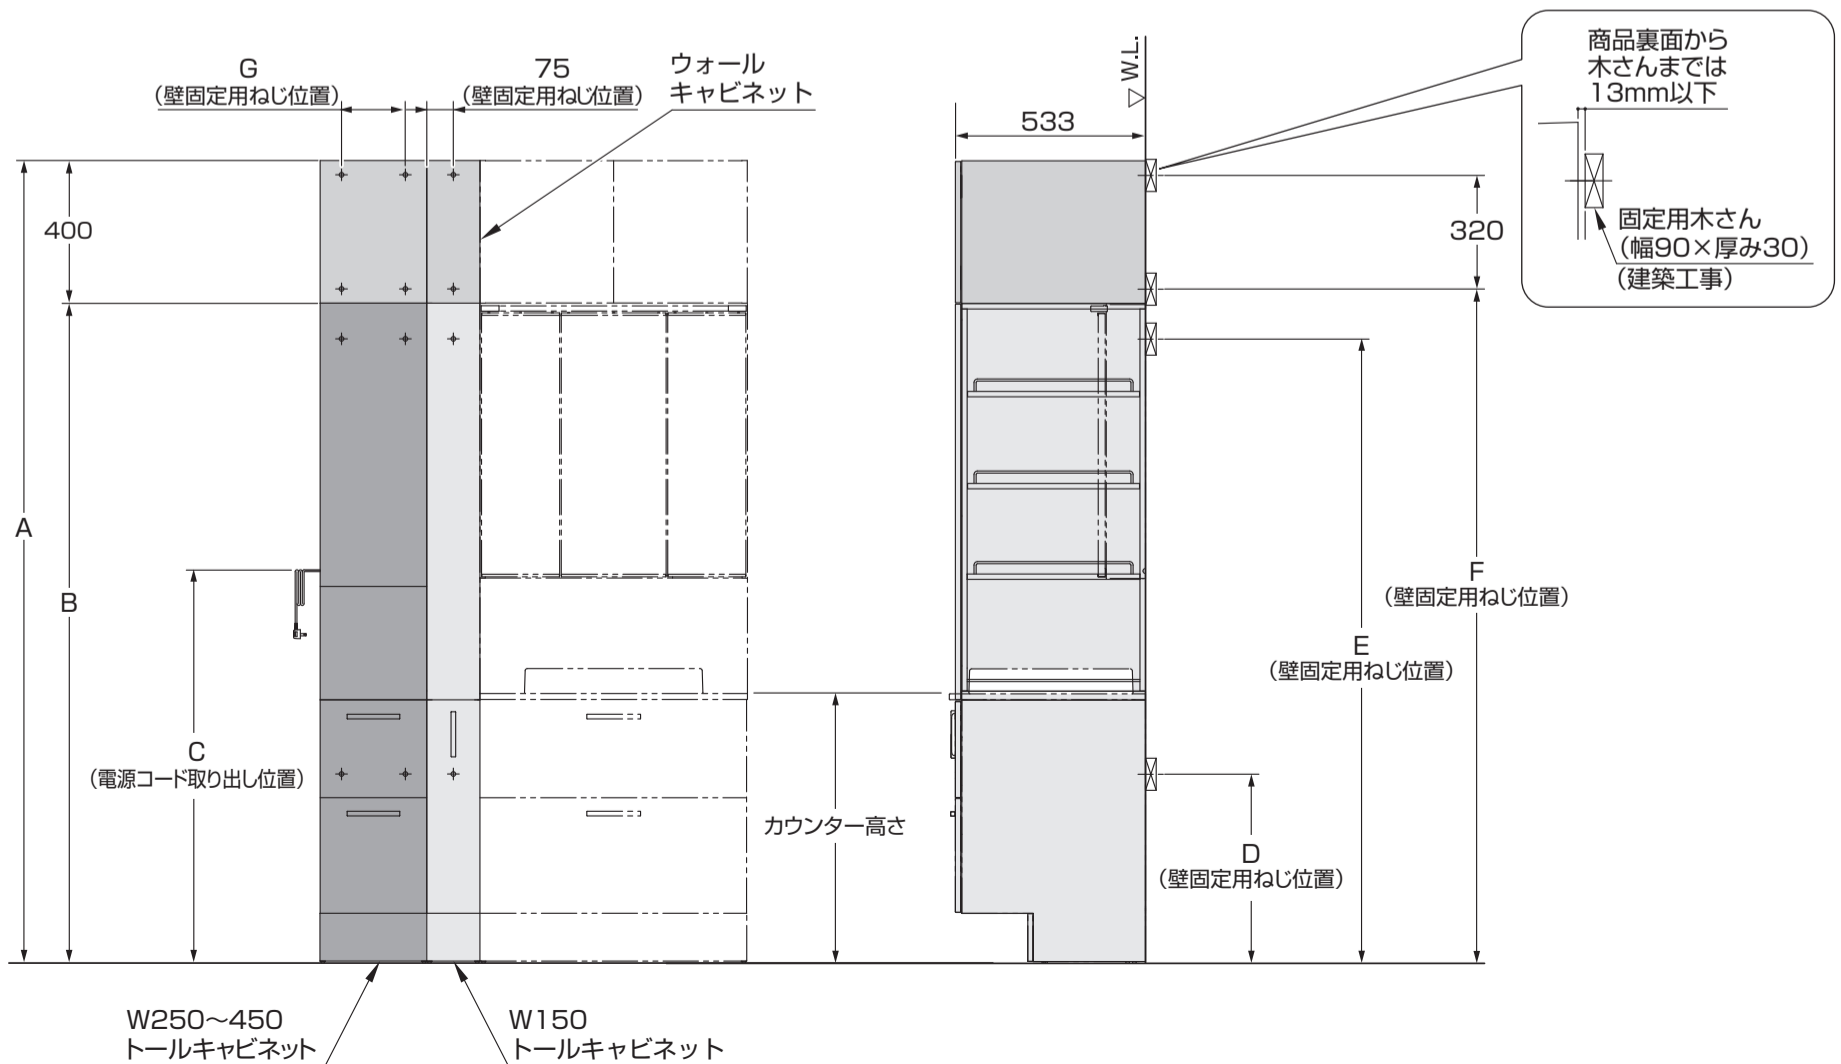 G
（壁固定用ねじ位置）
75
（壁固定用ねじ位置）
ウォール
キャビネット
W.L.
533
商品裏面から
木さんまでは
13mm以下
固定用木さん
（幅90×厚み30）
（建築工事）
400
320
A
B
C
（電源コード取り出し位置）
カウンター高さ
D
（壁固定用ねじ位置）
E
（壁固定用ねじ位置）
F
（壁固定用ねじ位置）
W250～450
トールキャビネット
W150
トールキャビネット